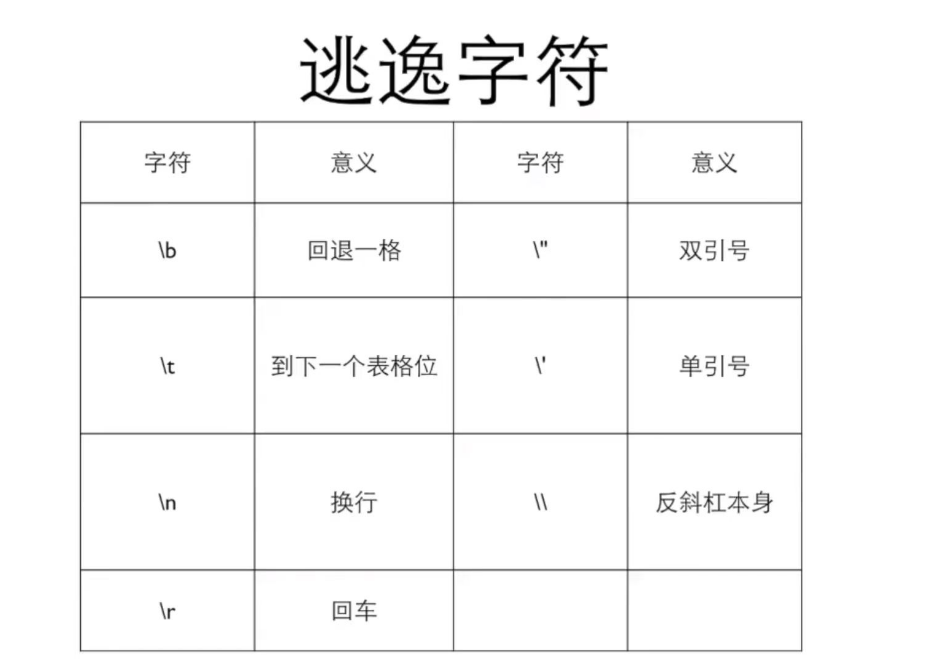 逃逸字符
字符 意义 字符 意义
\b 回退一格 \" 双引号
\t 到下一个表格位 \' 单引号
\n 换行 \\ 反斜杠本身
\r 回车